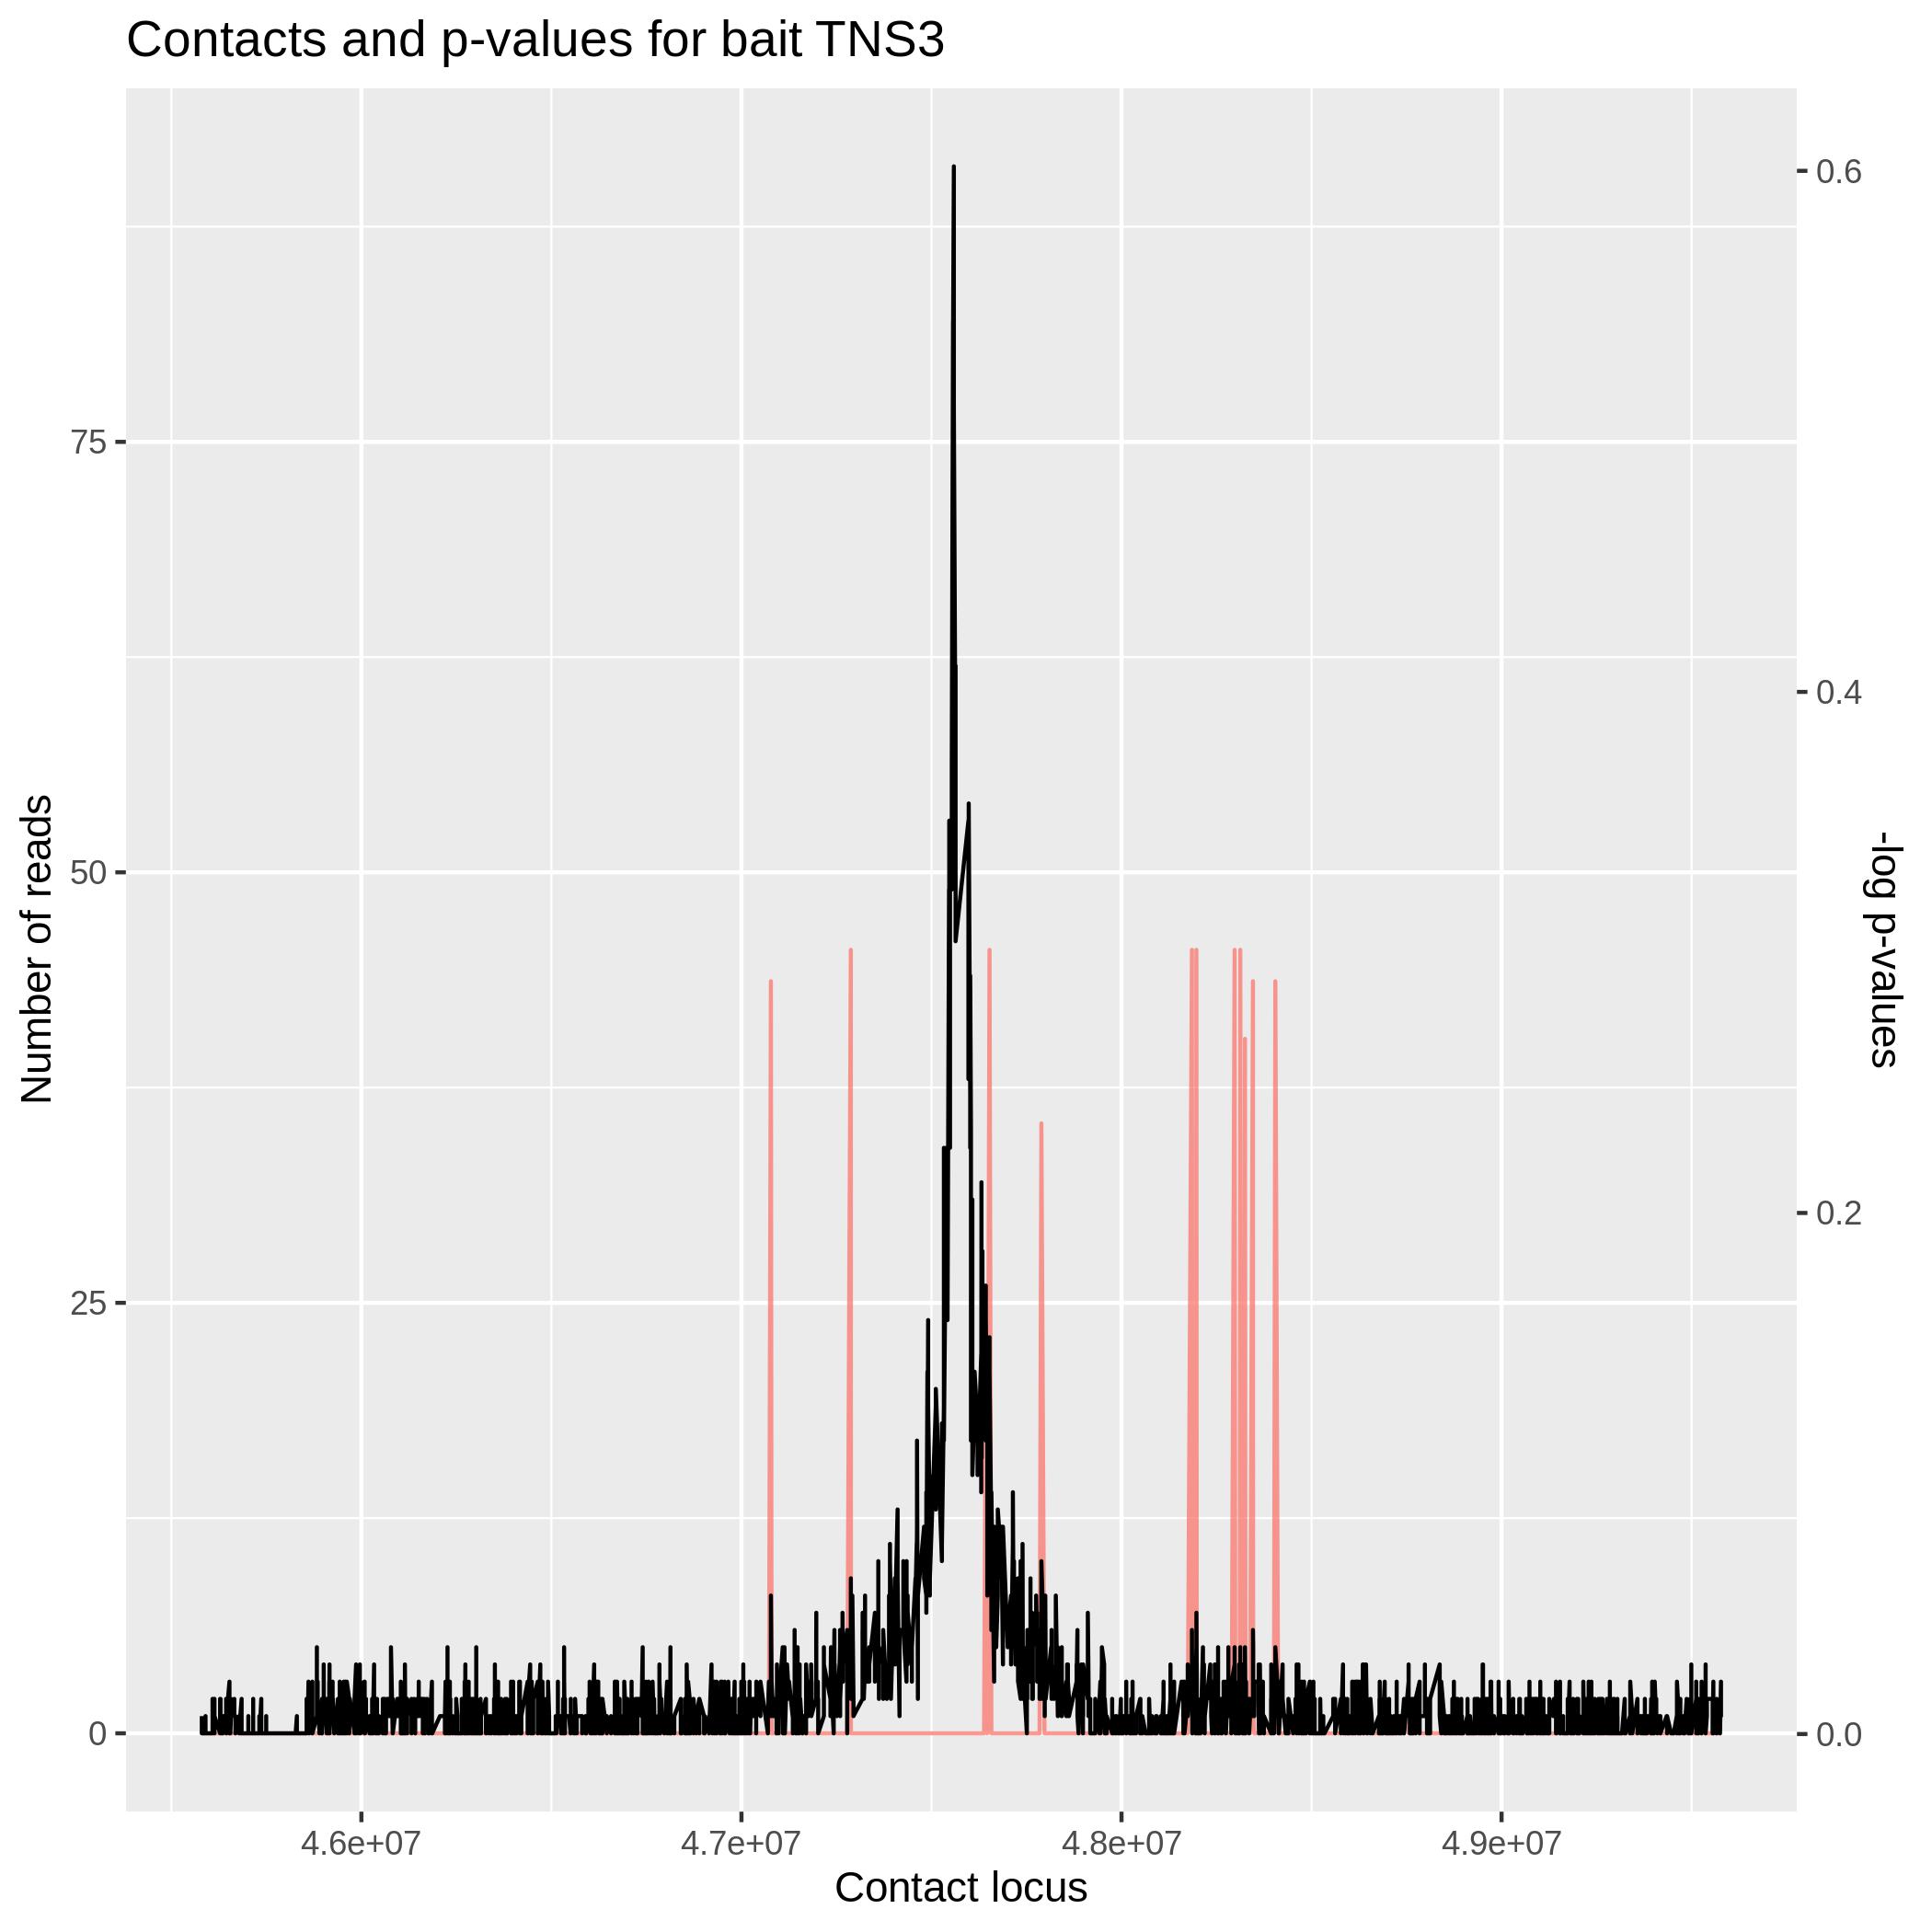 Contacts and p-values for bait TNS3
Number of reads
75
50
25
0
0.6
0.4
0.2
0.0
-log p-values
4.6e+07
4.7e+07
4.8e+07
4.9e+07
Contact locus